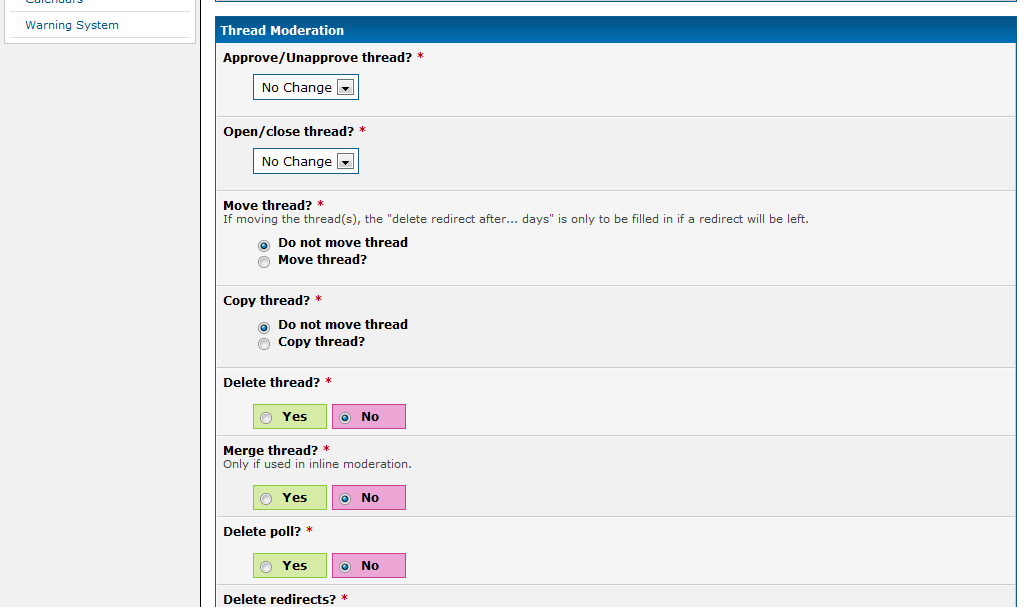 Calendars
Warning System
Thread Moderation
Approve/Unapprove thread? *
No Change
Open/close thread? *
No Change
Move thread? *
If moving the thread(s), the "delete redirect after... days" is only to be filled in if a redirect will be left.
Do not move thread
Move thread?
Copy thread? *
Do not move thread
Copy thread?
Delete thread? *
Yes No
Merge thread? *
Only if used in inline moderation.
Yes No
Delete poll? *
Yes No
Delete redirects? *